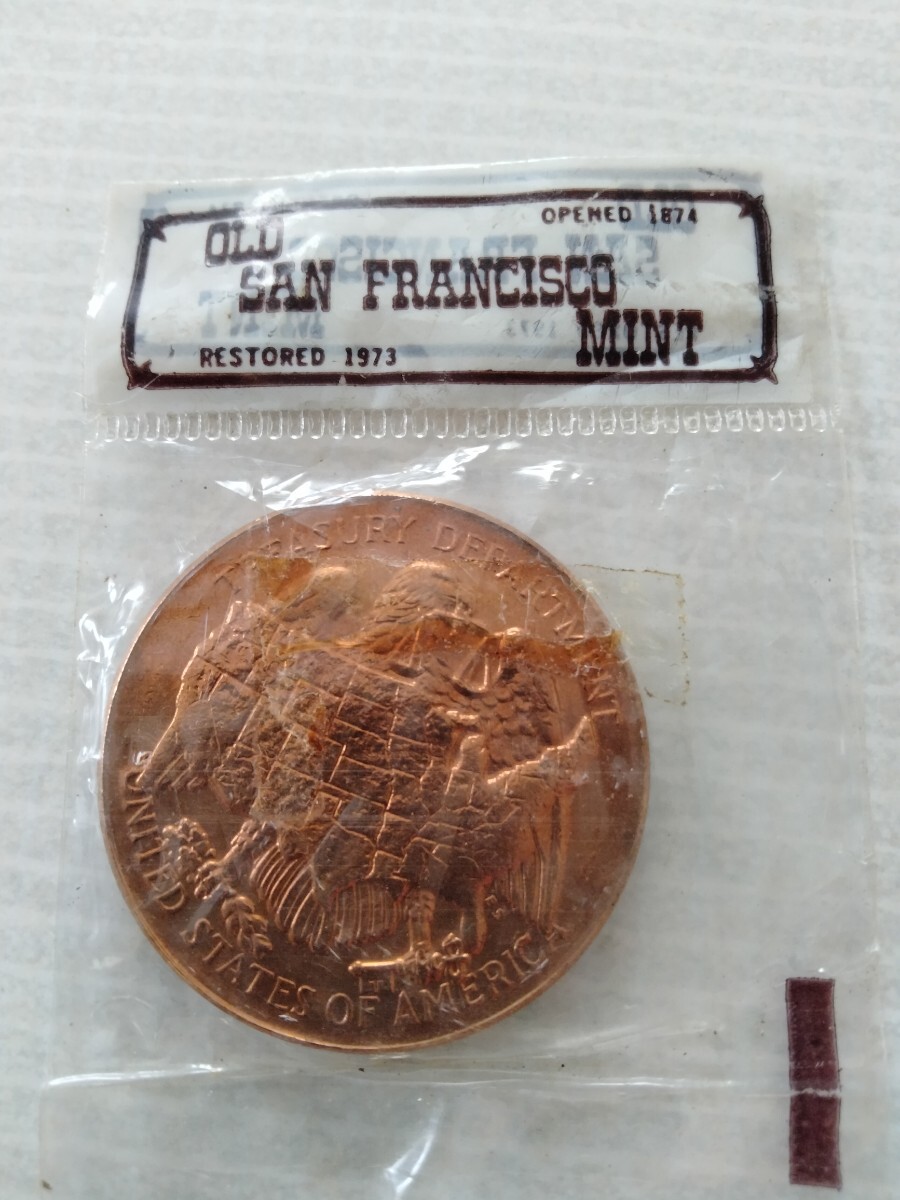 OPENED 1874
OLD
SAN FRANCISCO
MINT
RESTORED 1973
TREASURY DEPARTMENT
UNITED STATES OF AMERICA